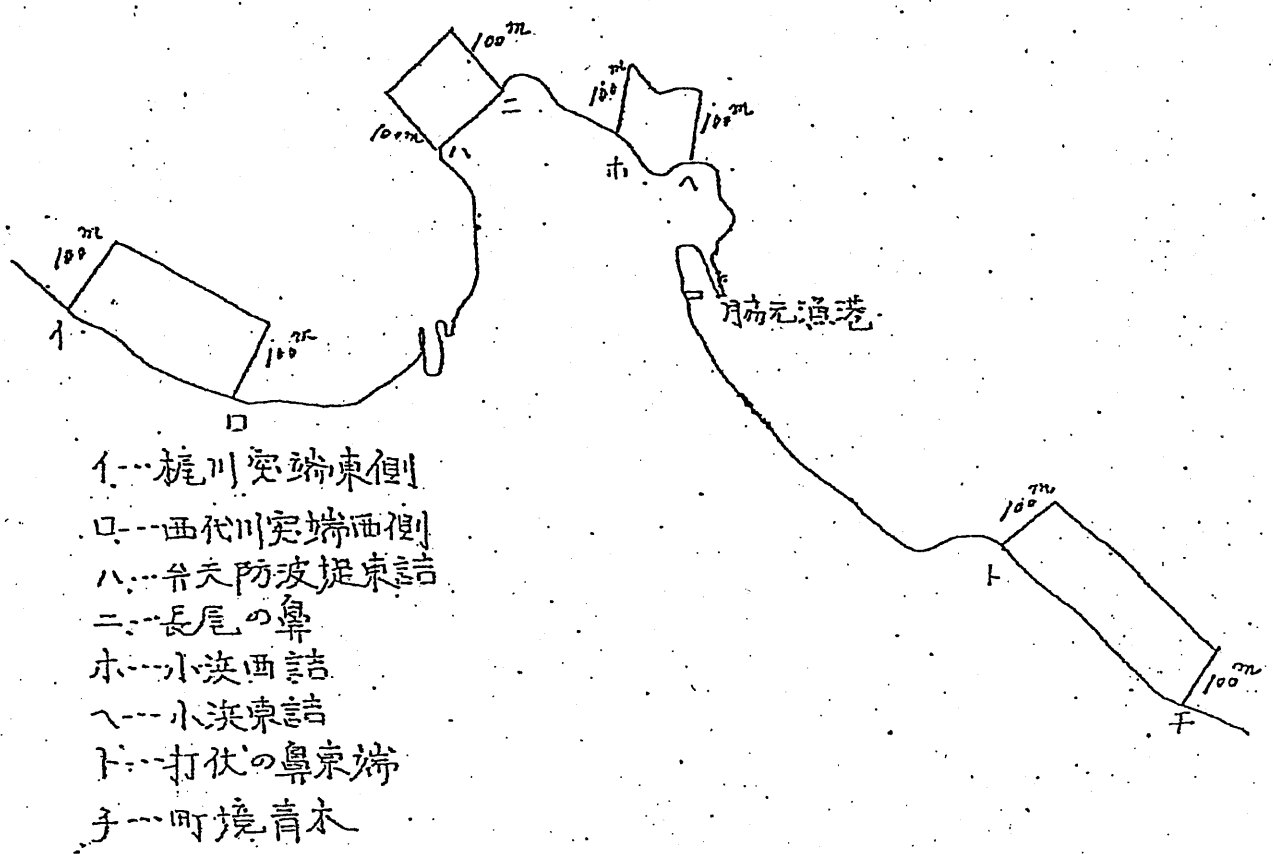 100m
100m
ニ
ハ
100m
100m
ホ
ヘ
100m
100m
イ
ロ
脇元漁港
100m
100m
ト
チ
イ…梶川突端東側
ロ…西代川突端西側
ハ…弁天防波堤東詰
ニ…長尾の鼻
ホ…小浜西詰
ヘ…小浜東詰
ト…打伏の鼻東端
チ…町境青木